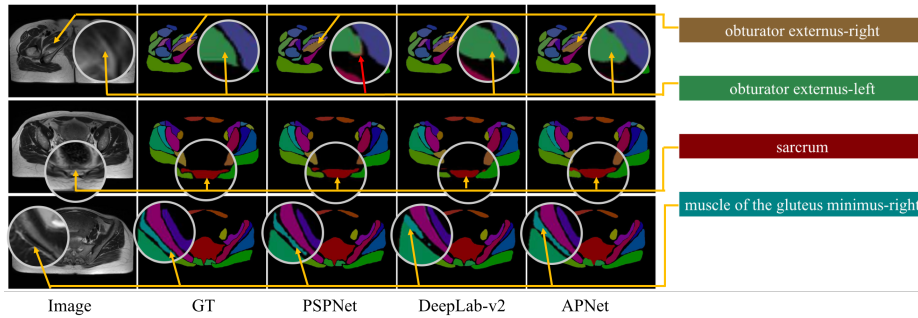 obturator externus-right
obturator externus-left
sarcrum
muscle of the gluteus minimus-right
Image GT PSPNet DeepLab-v2 APNet